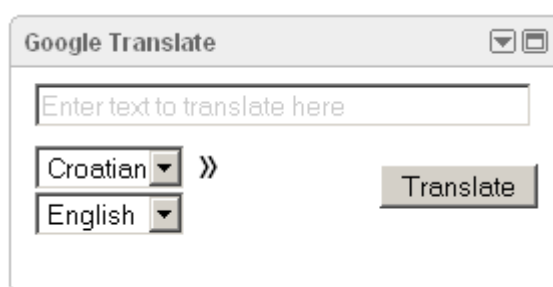 Google Translate
Enter text to translate here
Croatian »
English
Translate